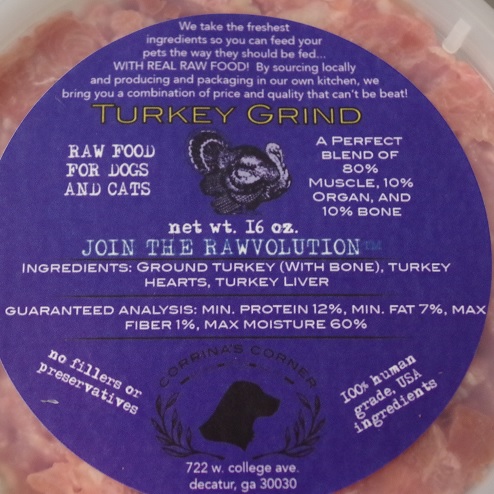 We take the freshest
ingredients so you can feed your
pets the way they should be fed...
WITH REAL RAW FOOD! By sourcing locally
and producing and packaging in our own kitchen, we
bring you a combination of price and quality that can't be beat!
TURKEY GRIND
RAW FOOD
FOR DOGS
AND CATS
A PERFECT
BLEND OF
80%
MUSCLE, 10%
ORGAN, AND
10% BONE
net wt. 16 oz.
JOIN THE RAWVOLUTION™
INGREDIENTS: GROUND TURKEY (WITH BONE), TURKEY
HEARTS, TURKEY LIVER
GUARANTEED ANALYSIS: MIN. PROTEIN 12%, MIN. FAT 7%, MAX
FIBER 1%, MAX MOISTURE 60%
no fillers or
preservatives
CORRINA'S CORNER
100% human
grade, USA
ingredients
722 w. college ave.
decatur, ga 30030